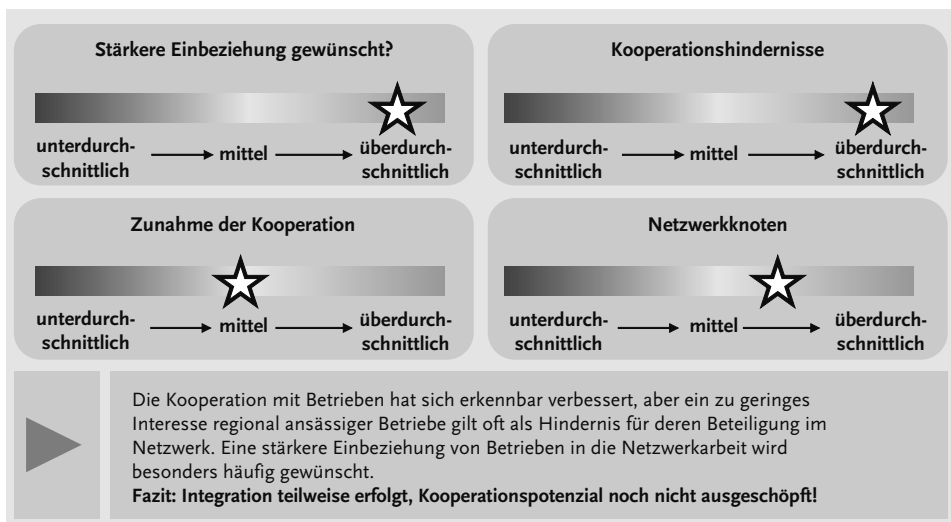 Stärkere Einbeziehung gewünscht?
unterdurch-
schnittlich
mittel
überdurch-
schnittlich
Kooperationshindernisse
unterdurch-
schnittlich
mittel
überdurch-
schnittlich
Zunahme der Kooperation
unterdurch-
schnittlich
mittel
überdurch-
schnittlich
Netzwerkknoten
unterdurch-
schnittlich
mittel
überdurch-
schnittlich
Die Kooperation mit Betrieben hat sich erkennbar verbessert, aber ein zu geringes
Interesse regional ansässiger Betriebe gilt oft als Hindernis für deren Beteiligung im
Netzwerk. Eine stärkere Einbeziehung von Betrieben in die Netzwerkarbeit wird
besonders häufig gewünscht.
Fazit: Integration teilweise erfolgt, Kooperationspotenzial noch nicht ausgeschöpft!